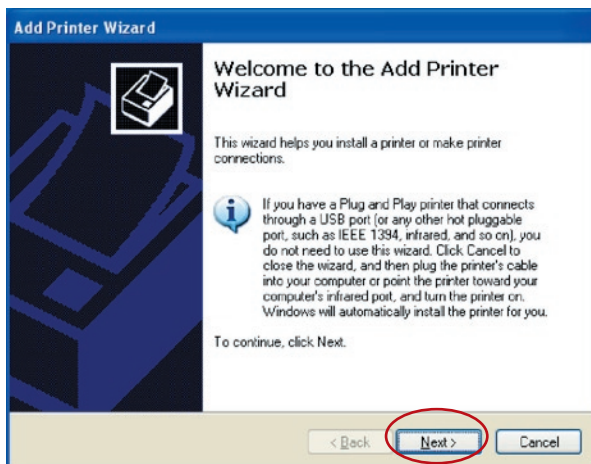 Add Printer Wizard
Welcome to the Add Printer
Wizard
This wizard helps you install a printer or make printer
connections.
If you have a Plug and Play printer that connects
through a USB port (or any other hot pluggable
port, such as IEEE 1394, infrared, and so on), you
do not need to use this wizard. Click Cancel to
close the wizard, and then plug the printer's cable
into your computer or point the printer toward your
computer's infrared port, and turn the printer on.
Windows will automatically install the printer for you.
To continue, click Next.
< Back Next > Cancel